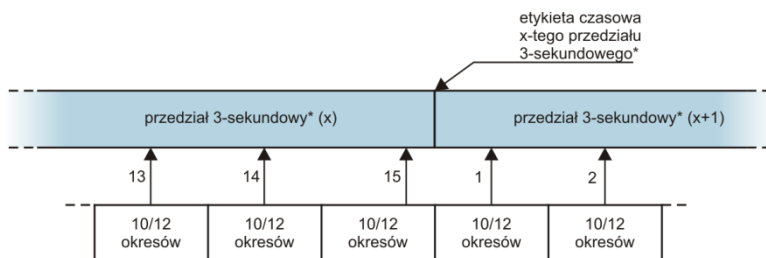 etykieta czasowa
x-tego przedziału
3-sekundowego*
przedział 3-sekundowy* (x)
przedział 3-sekundowy* (x+1)
13
14
15
1
2
10/12
okresów
10/12
okresów
10/12
okresów
10/12
okresów
10/12
okresów